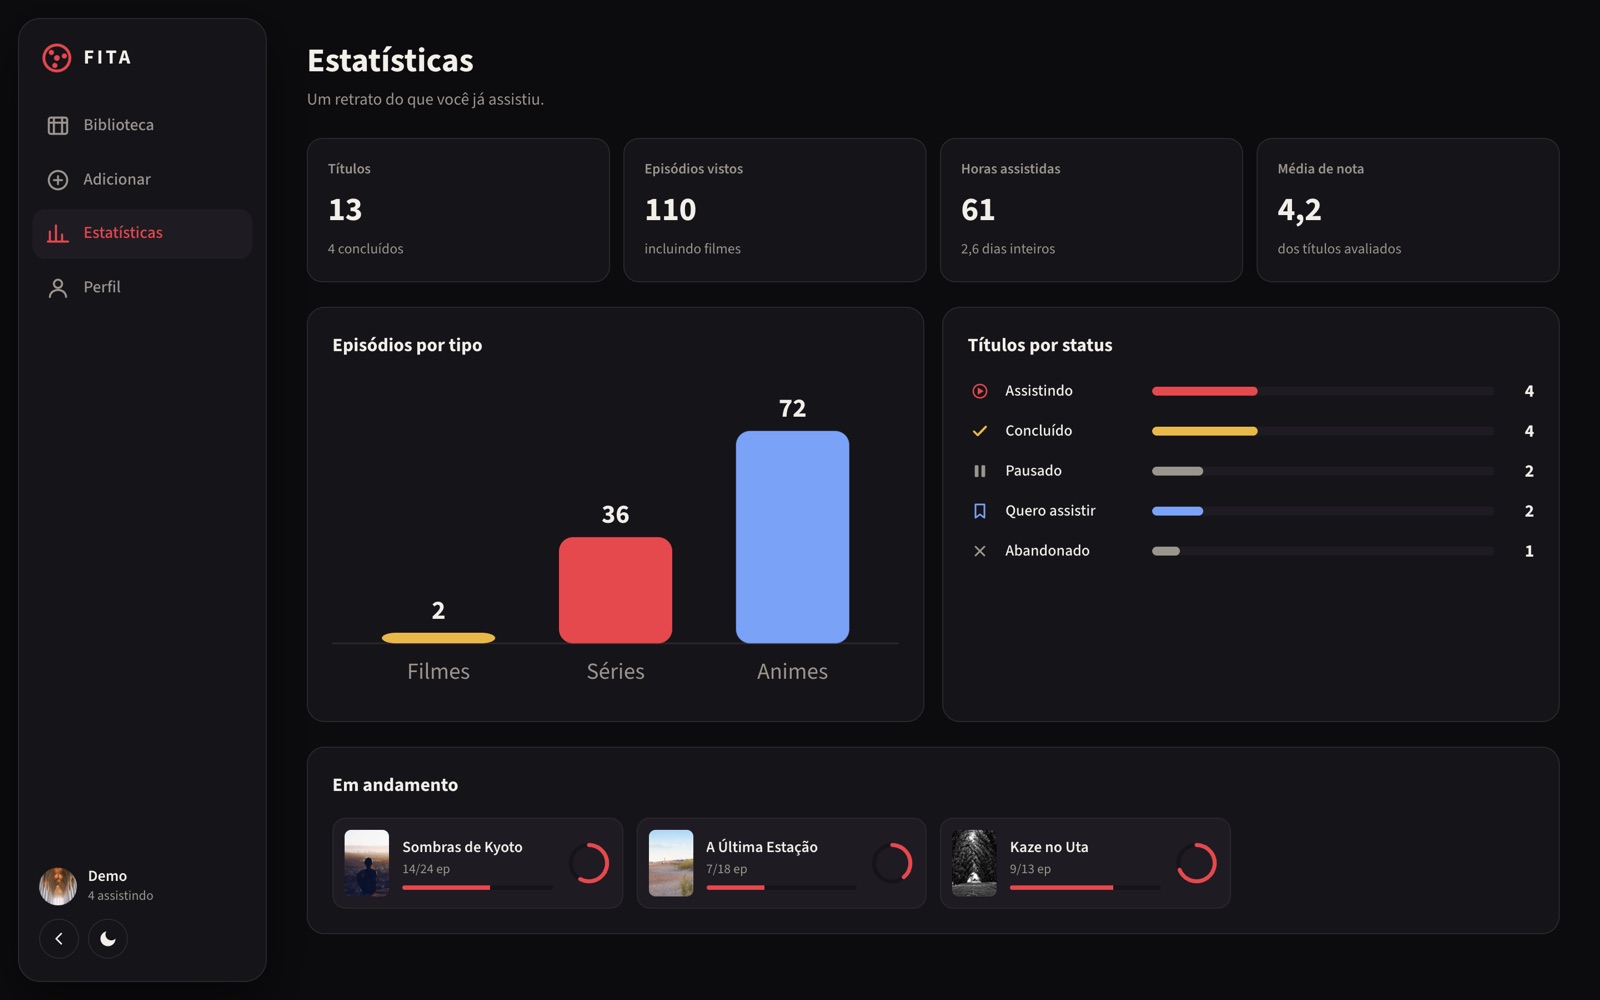 FITA
Biblioteca
Adicionar
Estatísticas
Perfil
Demo
4 assistindo
Estatísticas
Um retrato do que você já assistiu.
Títulos
13
4 concluídos
Episódios vistos
110
incluindo filmes
Horas assistidas
61
2,6 dias inteiros
Média de nota
4,2
dos títulos avaliados
Episódios por tipo
2
36
72
Filmes
Séries
Animes
Títulos por status
Assistindo 4
Concluído 4
Pausado 2
Quero assistir 2
Abandonado 1
Em andamento
Sombras de Kyoto
14/24 ep
A Última Estação
7/18 ep
Kaze no Uta
9/13 ep